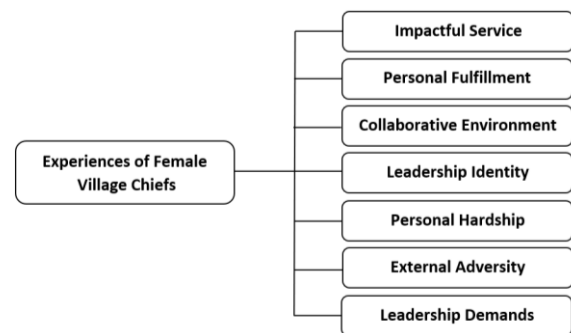 Impactful Service
Personal Fulfillment
Collaborative Environment
Experiences of Female
Village Chiefs
Leadership Identity
Personal Hardship
External Adversity
Leadership Demands